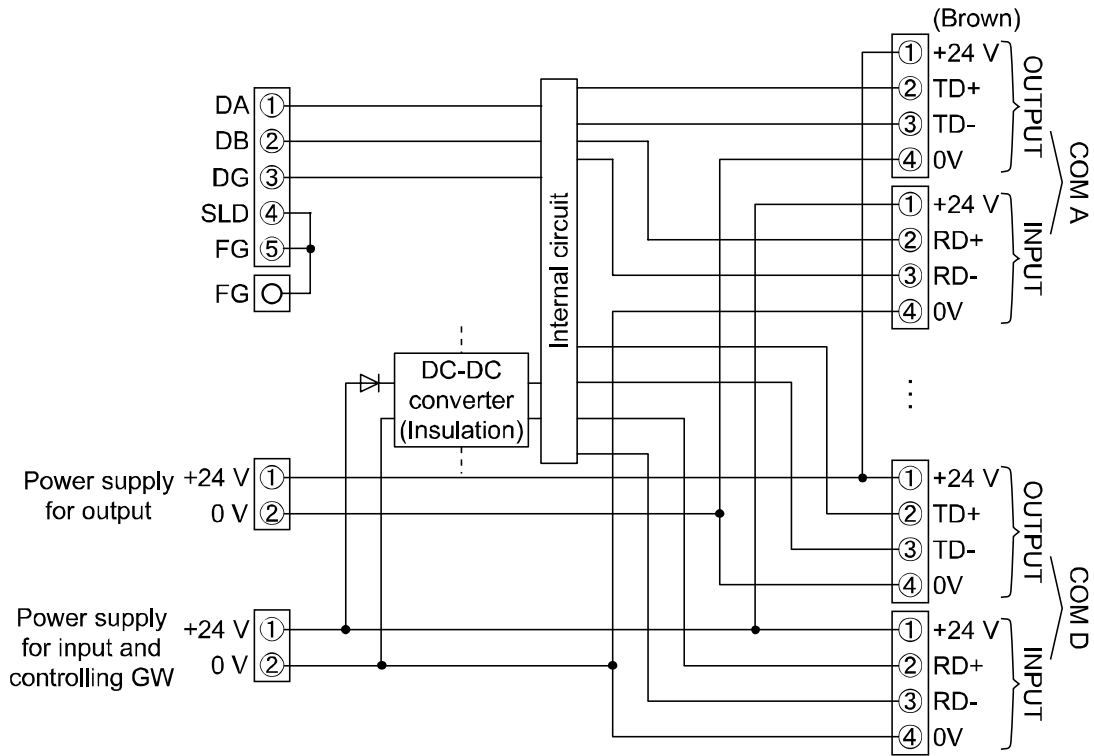 (Brown)
① +24 V
② TD+
③ TD-
④ 0V
OUTPUT
① +24 V
② RD+
③ RD-
④ 0V
INPUT
COM A
DA ①
DB ②
DG ③
SLD ④
FG ⑤
FG
Internal circuit
DC-DC
converter
(Insulation)
⋮
Power supply
for output
+24 V ①
0 V ②
Power supply
for input and
controlling GW
+24 V ①
0 V ②
① +24 V
② TD+
③ TD-
④ 0V
OUTPUT
① +24 V
② RD+
③ RD-
④ 0V
INPUT
COM D